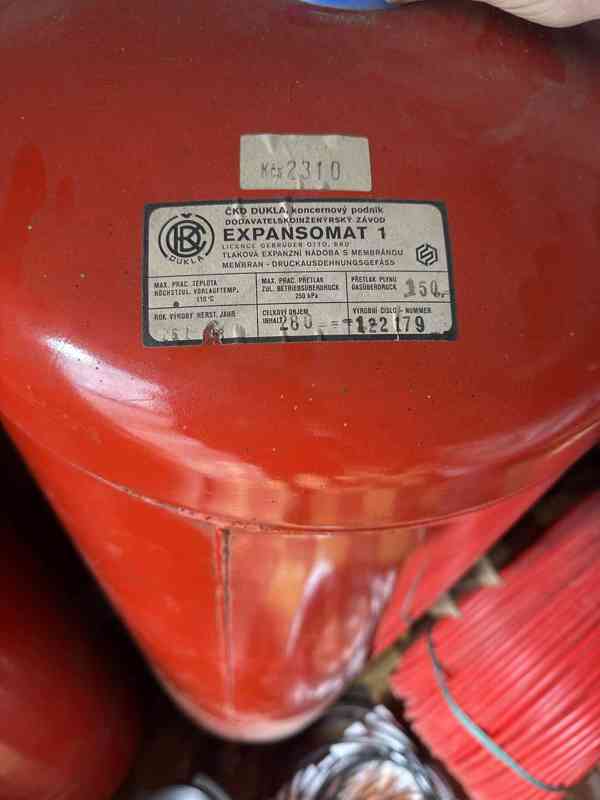 Kčs 2310
ČKD DUKLA, koncernový podnik
DODAVATELSKOINŽENÝRSKÝ ZÁVOD
EXPANSOMAT 1
LICENCE GEBRÜDER OTTO, BRD
TLAKOVÁ EXPANZNÍ NÁDOBA S MEMBRÁNOU
MEMBRAN - DRUCKAUSDEHNUNGSGEFÄSS
ČKD
DUKLA
MAX. PRAC. TEPLOTA
HÖCHSTZUL. VORLAUFTEMP.
110 °C
MAX. PRAC. PŘETLAK
ZUL. BETRIEBSÜBERDRUCK
250 kPa
PŘETLAK PLYNU
GASÜBERDRUCK 150
ROK VÝROBY HERST. JAHR
CELKOVÝ OBJEM
INHALT 280
VÝROBNÍ ČÍSLO - NUMMER
122179